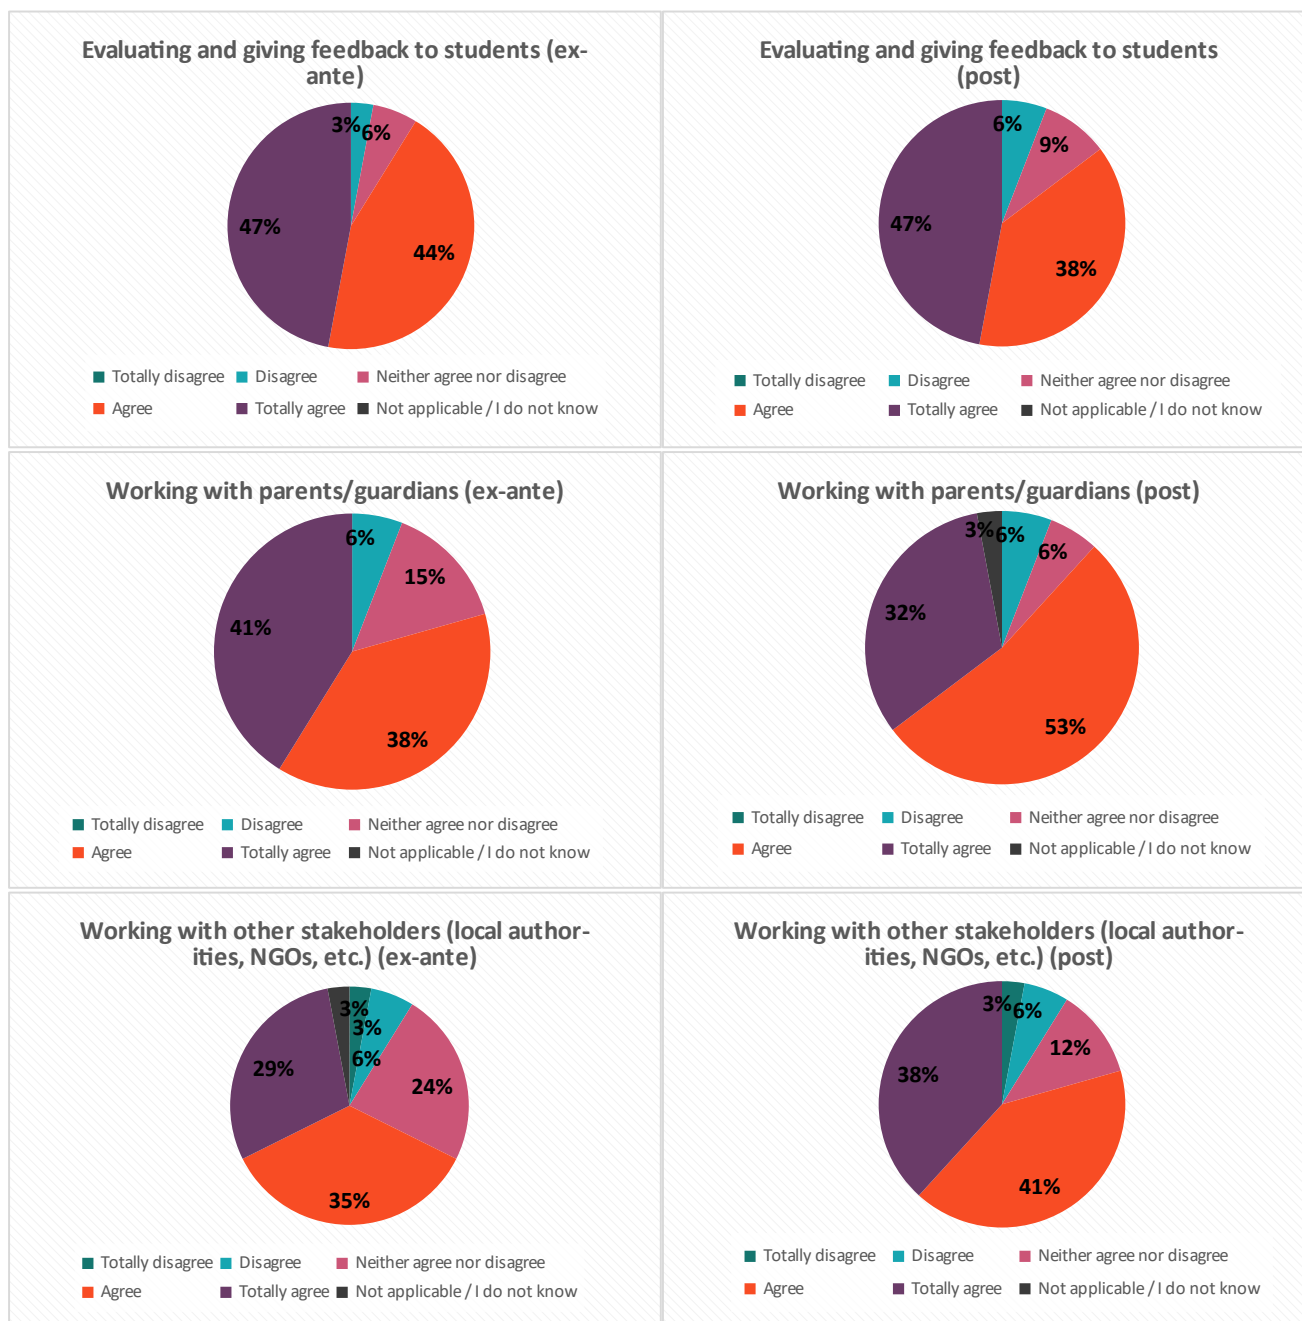 Evaluating and giving feedback to students (ex-
ante)
3%
6%
47%
44%
Totally disagree
Disagree
Neither agree nor disagree
Agree
Totally agree
Not applicable / I do not know
Evaluating and giving feedback to students
(post)
6%
9%
47%
38%
Totally disagree
Disagree
Neither agree nor disagree
Agree
Totally agree
Not applicable / I do not know
Working with parents/guardians (ex-ante)
6%
15%
41%
38%
Totally disagree
Disagree
Neither agree nor disagree
Agree
Totally agree
Not applicable / I do not know
Working with parents/guardians (post)
3%
6%
6%
32%
53%
Totally disagree
Disagree
Neither agree nor disagree
Agree
Totally agree
Not applicable / I do not know
Working with other stakeholders (local author-
ities, NGOs, etc.) (ex-ante)
3%
3%
6%
29%
24%
35%
Totally disagree
Disagree
Neither agree nor disagree
Agree
Totally agree
Not applicable / I do not know
Working with other stakeholders (local author-
ities, NGOs, etc.) (post)
3%
6%
12%
38%
41%
Totally disagree
Disagree
Neither agree nor disagree
Agree
Totally agree
Not applicable / I do not know